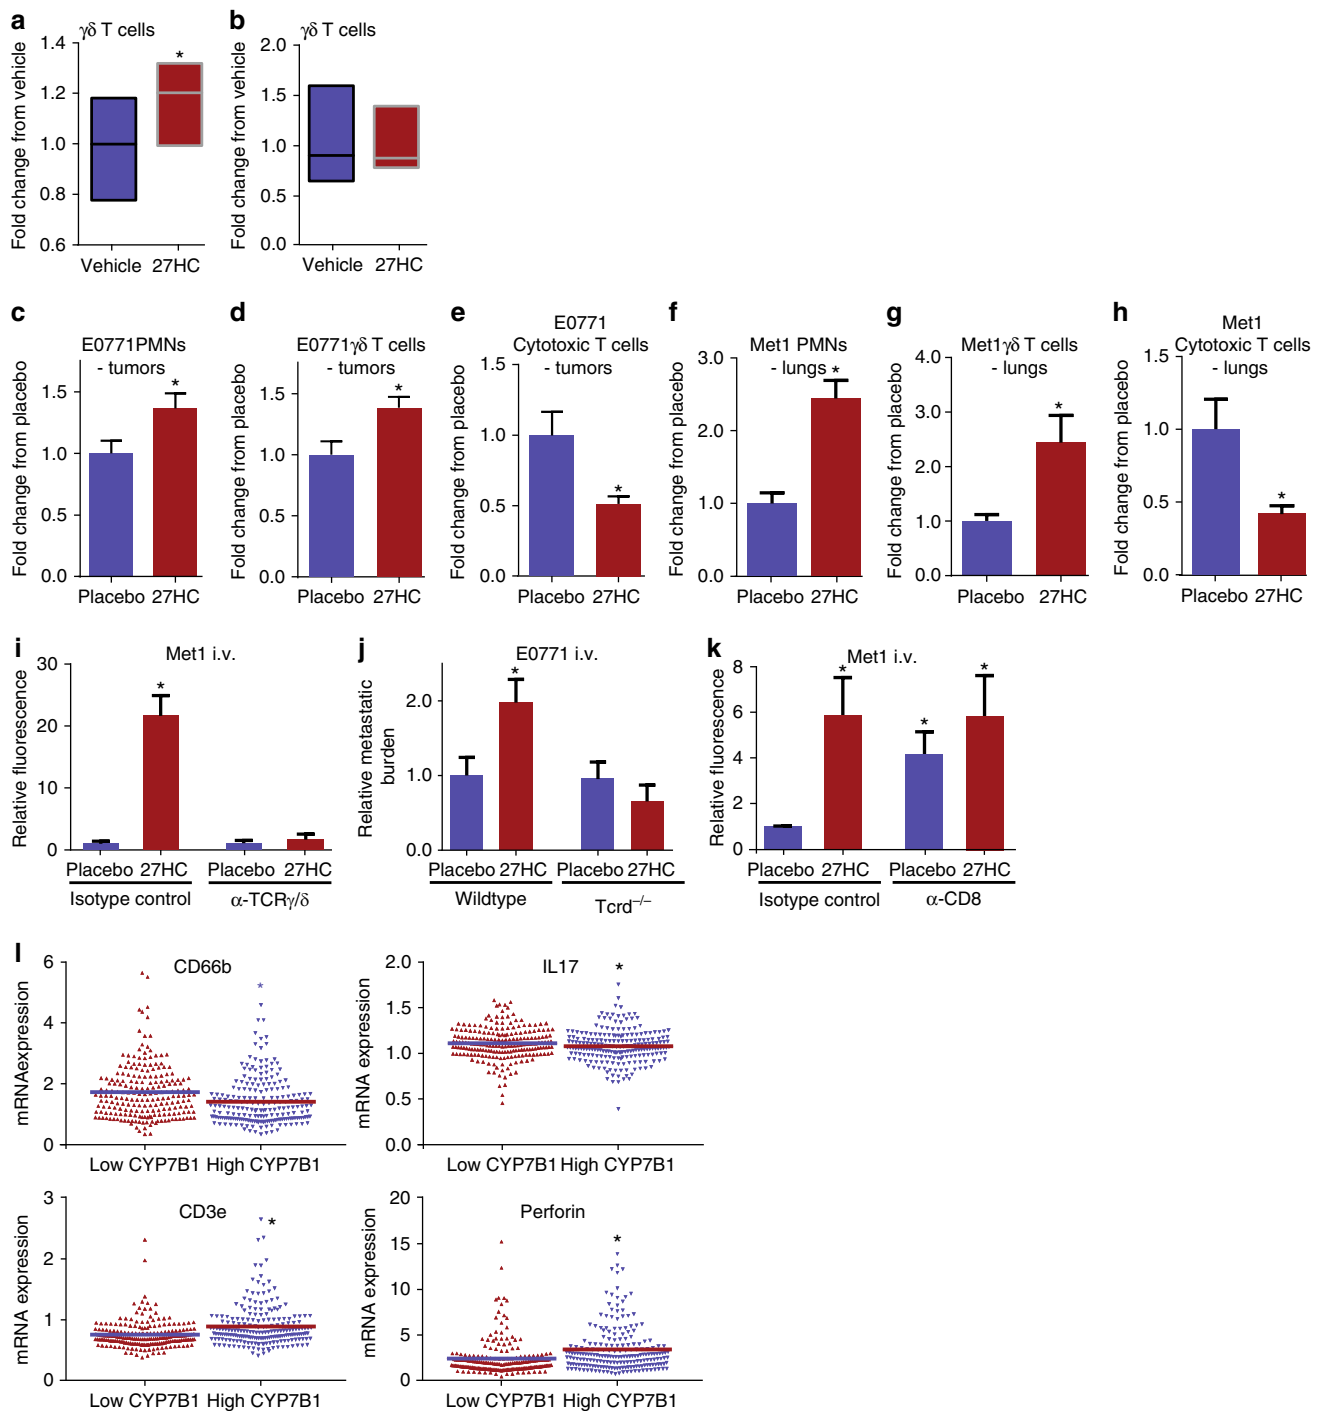 a
γδ T cells
Fold change from vehicle
1.4
1.2
1.0
0.8
0.6
*
Vehicle 27HC
b
γδ T cells
Fold change from vehicle
2.0
1.5
1.0
0.5
0.0
Vehicle 27HC
c
E0771PMNs
- tumors
Fold change from placebo
1.5
1.0
0.5
0.0
*
Placebo 27HC
d
E0771γδ T cells
- tumors
Fold change from placebo
1.5
1.0
0.5
0.0
*
Placebo 27HC
e
E0771
Cytotoxic T cells
- tumors
Fold change from placebo
1.5
1.0
0.5
0.0
*
Placebo 27HC
f
Met1 PMNs
- lungs
Fold change from placebo
3.0
2.0
1.0
0.0
*
Placebo 27HC
g
Met1γδ T cells
- lungs
Fold change from placebo
4.0
3.0
2.0
1.0
0.0
*
Placebo 27HC
h
Met1
Cytotoxic T cells
- lungs
Fold change from placebo
1.5
1.0
0.5
0.0
*
Placebo 27HC
i
Met1 i.v.
Relative fluorescence
30
20
10
0
*
Placebo 27HC Placebo 27HC
Isotype control α-TCRγ/δ
j
E0771 i.v.
Relative metastatic
burden
2.0
1.0
0.0
*
Placebo 27HC Placebo 27HC
Wildtype Tcrd–/–
k
Met1 i.v.
Relative fluorescence
8
6
4
2
0
* * *
Placebo 27HC Placebo 27HC
Isotype control α-CD8
l
CD66b
mRNAexpression
6
4
2
0
*
Low CYP7B1 High CYP7B1
IL17
mRNA expression
2.0
1.5
1.0
0.5
0.0
*
Low CYP7B1 High CYP7B1
CD3e
mRNA expression
3
2
1
0
*
Low CYP7B1 High CYP7B1
Perforin
mRNA expression
20
15
10
5
0
*
Low CYP7B1 High CYP7B1